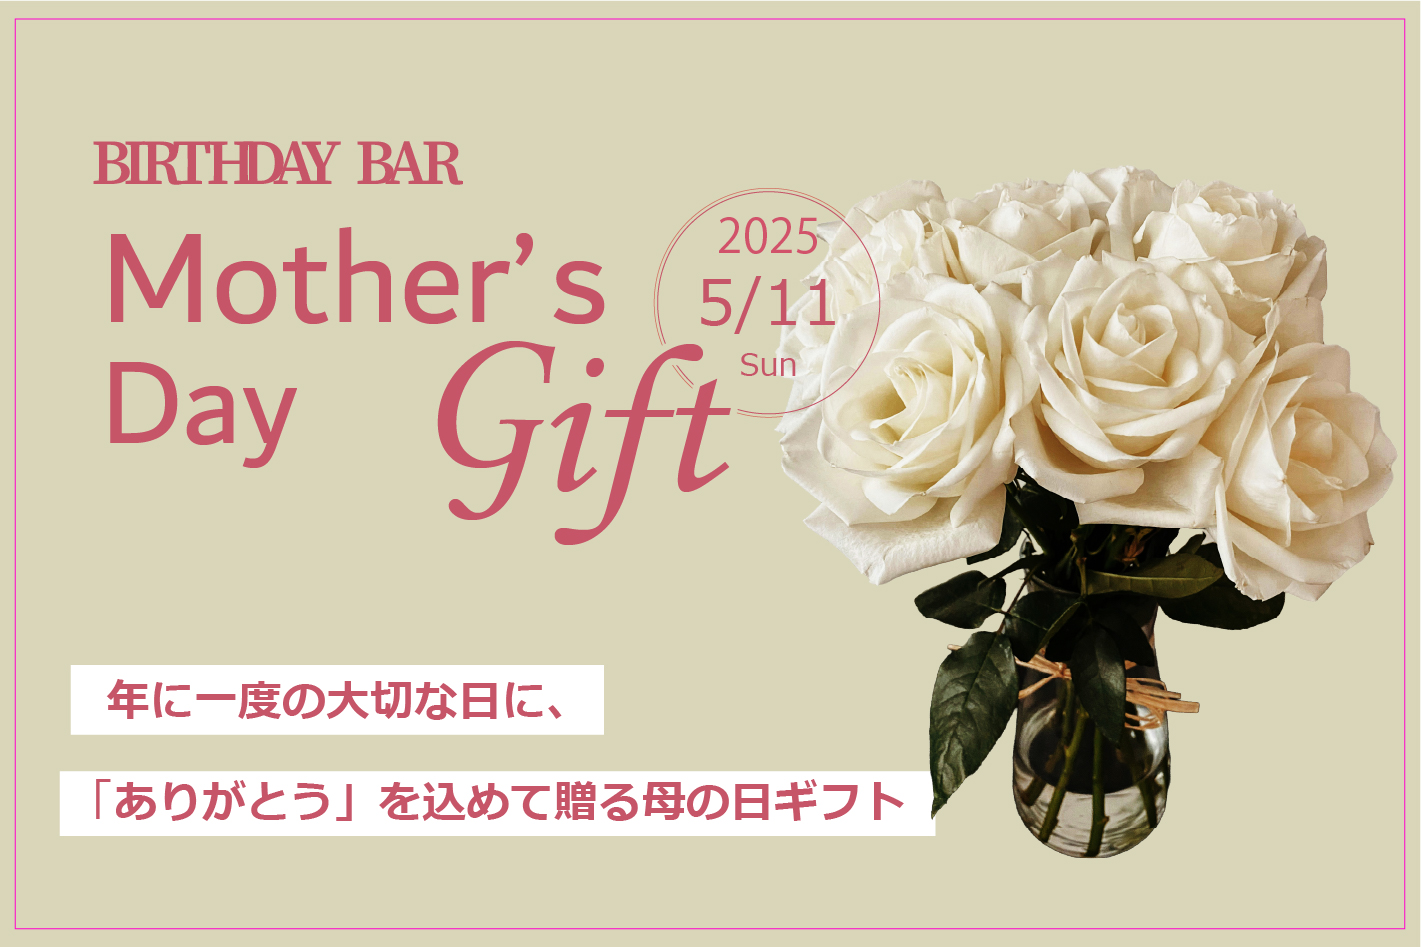 BIRTHDAY BAR
Mother’s
Day Gift
2025
5/11
Sun
年に一度の大切な日に、
「ありがとう」を込めて贈る母の日ギフト